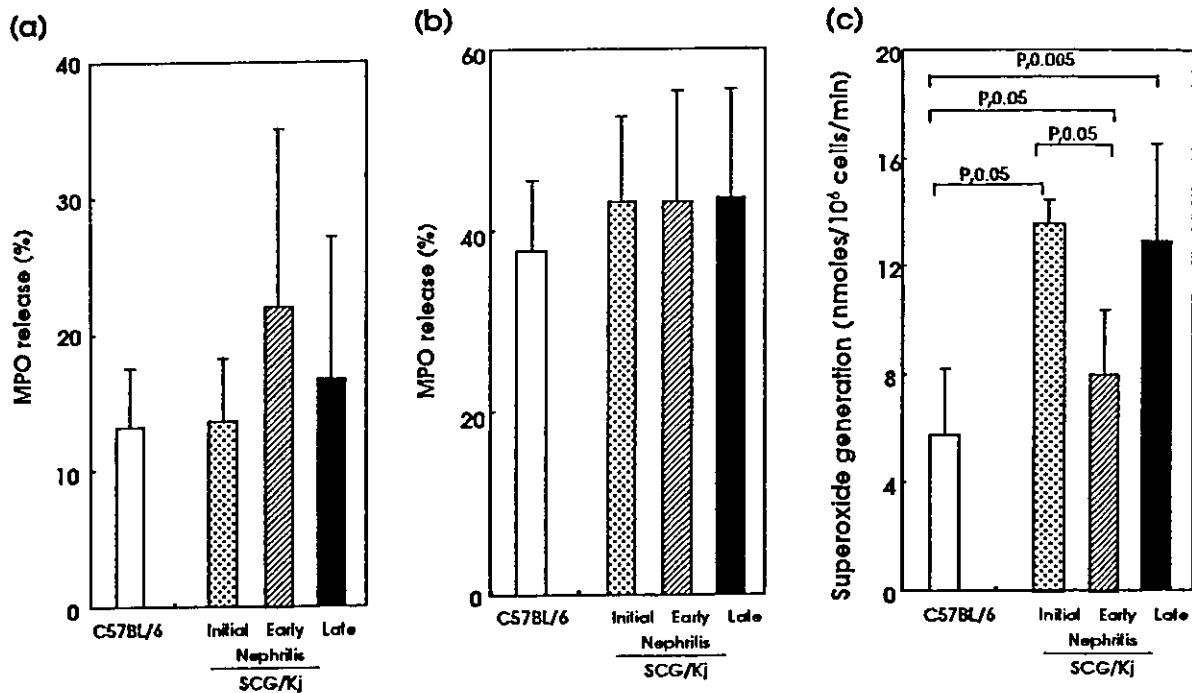 (a)
40
30
20
10
0
MPO release (%)
C57BL/6
Initial Early Late
Nephritis
SCG/Kj
(b)
60
40
20
0
MPO release (%)
C57BL/6
Initial Early Late
Nephritis
SCG/Kj
(c)
20
16
12
8
4
0
Superoxide generation (nmoles/10⁶ cells/min)
P,0.005
P,0.05
P,0.05
P,0.05
C57BL/6
Initial Early Late
Nephritis
SCG/Kj